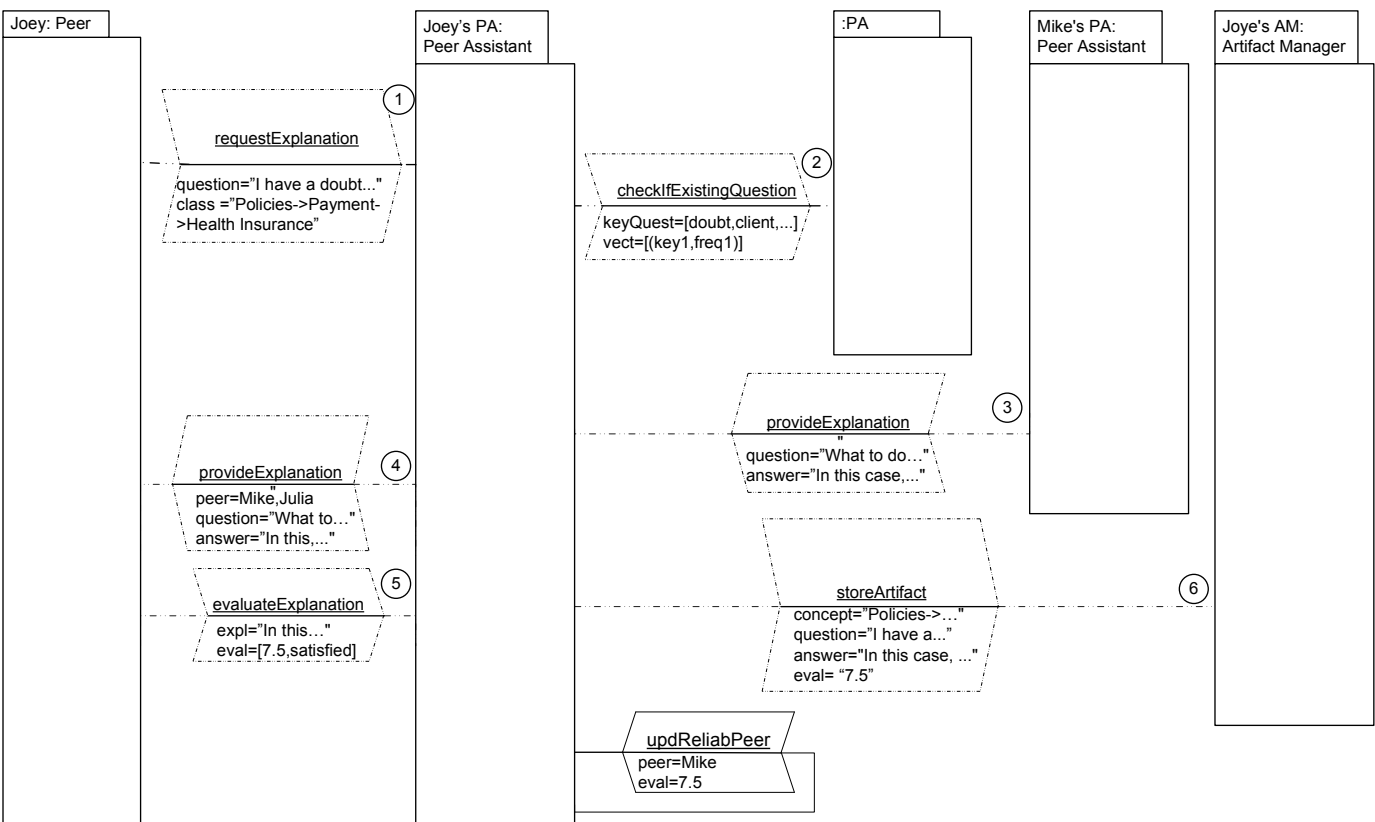 Joey: Peer
Joey’s PA:
Peer Assistant
:PA
Mike's PA:
Peer Assistant
Joye's AM:
Artifact Manager
1
requestExplanation
question=”I have a doubt..."
class =”Policies->Payment-
>Health Insurance”
2
checkIfExistingQuestion
keyQuest=[doubt,client,...]
vect=[(key1,freq1)]
3
provideExplanation
"
question=”What to do…"
answer=”In this case,..."
4
provideExplanation
"
peer=Mike,Julia
question=”What to…"
answer=”In this,..."
5
evaluateExplanation
expl=”In this…"
eval=[7.5,satisfied]
6
storeArtifact
concept=”Policies->…"
question=”I have a...”
answer="In this case, ..."
eval= “7.5”
updReliabPeer
peer=Mike
eval=7.5